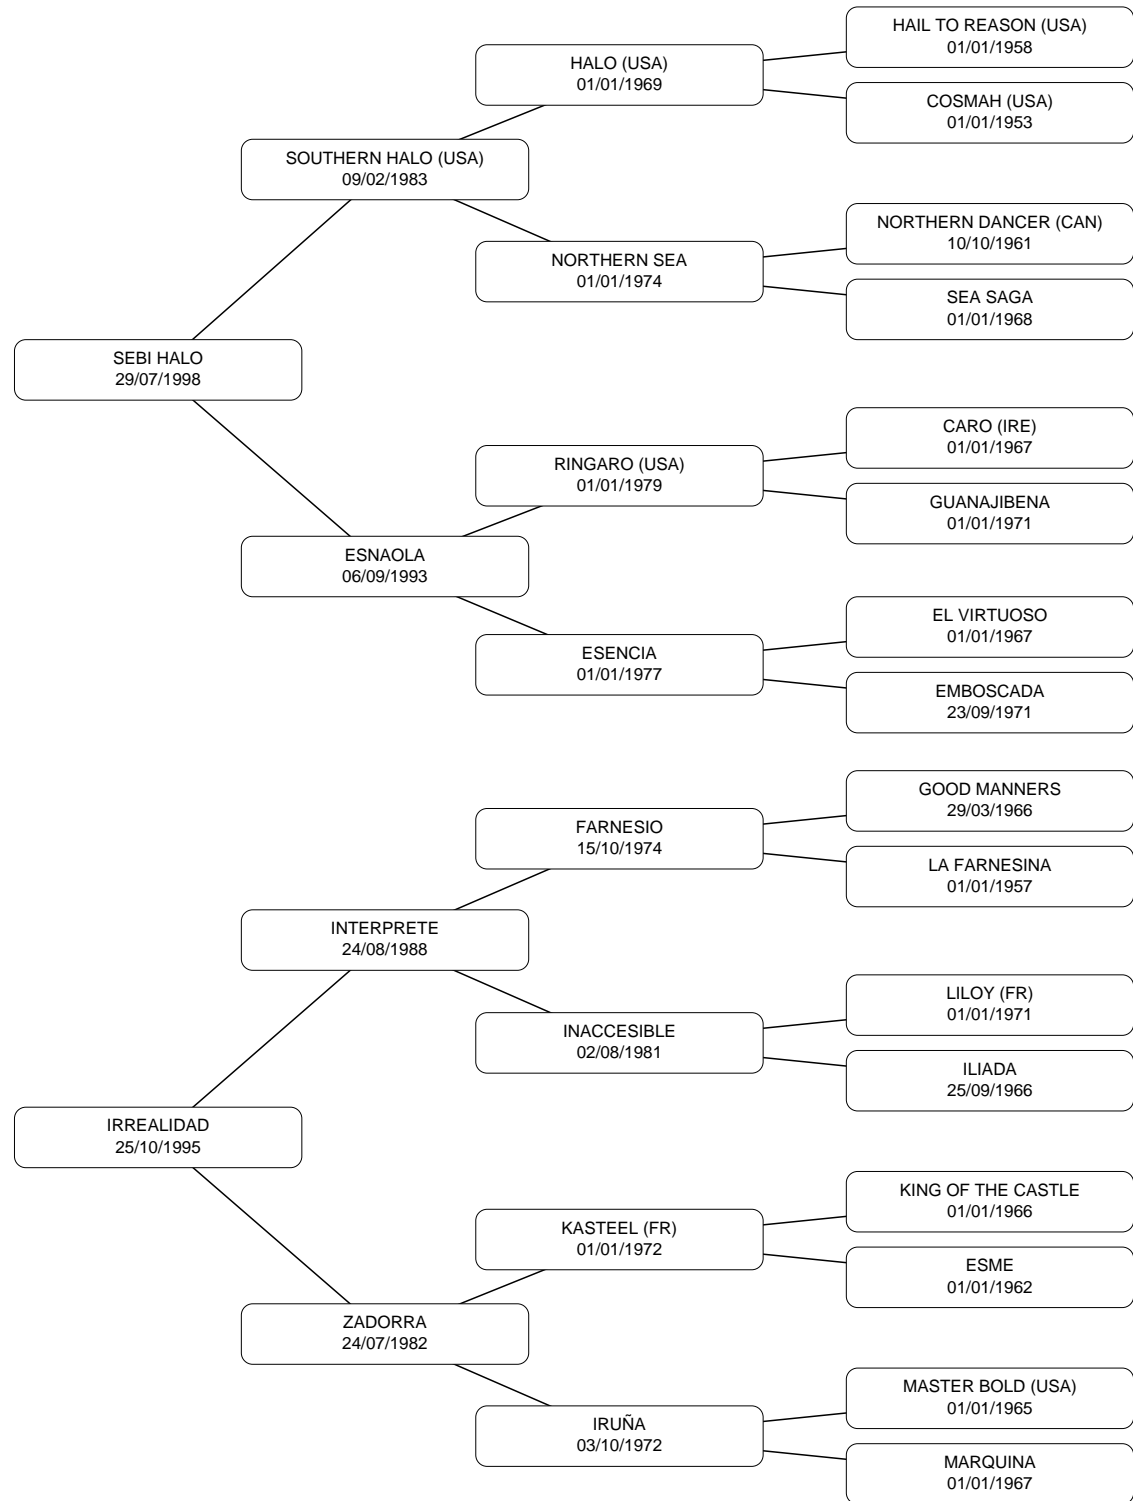 HAIL TO REASON (USA)
01/01/1958
HALO (USA)
01/01/1969
COSMAH (USA)
01/01/1953
SOUTHERN HALO (USA)
09/02/1983
NORTHERN DANCER (CAN)
10/10/1961
NORTHERN SEA
01/01/1974
SEA SAGA
01/01/1968
SEBI HALO
29/07/1998
CARO (IRE)
01/01/1967
RINGARO (USA)
01/01/1979
GUANAJIBENA
01/01/1971
ESNAOLA
06/09/1993
EL VIRTUOSO
01/01/1967
ESENCIA
01/01/1977
EMBOSCADA
23/09/1971
GOOD MANNERS
29/03/1966
FARNESIO
15/10/1974
LA FARNESINA
01/01/1957
INTERPRETE
24/08/1988
LILOY (FR)
01/01/1971
INACCESIBLE
02/08/1981
ILIADA
25/09/1966
IRREALIDAD
25/10/1995
KING OF THE CASTLE
01/01/1966
KASTEEL (FR)
01/01/1972
ESME
01/01/1962
ZADORRA
24/07/1982
MASTER BOLD (USA)
01/01/1965
IRUÑA
03/10/1972
MARQUINA
01/01/1967